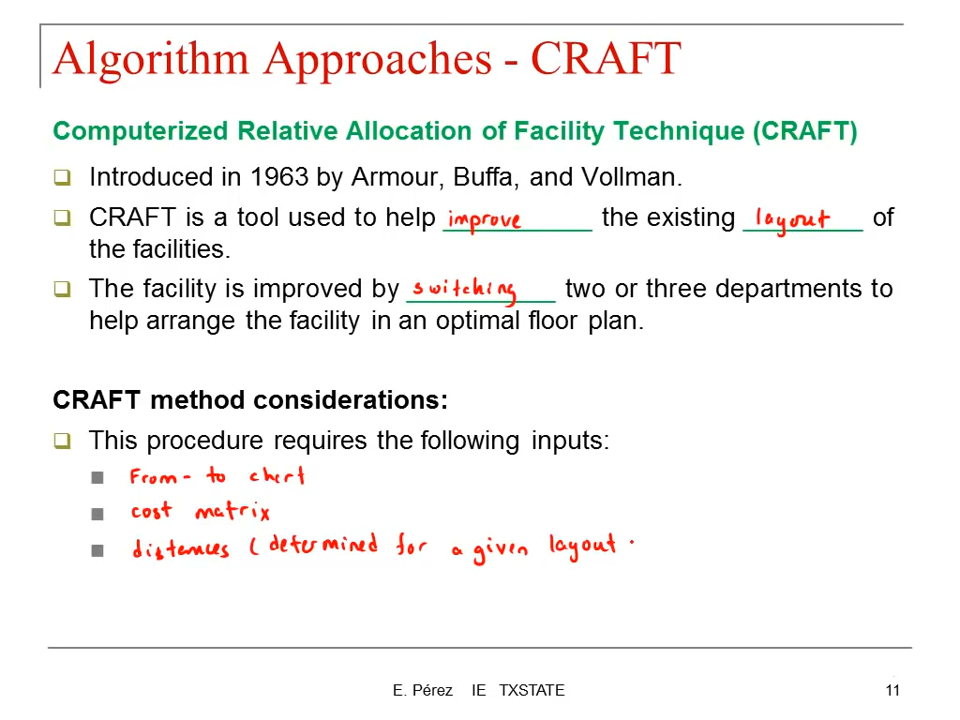 Algorithm Approaches - CRAFT
Computerized Relative Allocation of Facility Technique (CRAFT)
Introduced in 1963 by Armour, Buffa, and Vollman.
CRAFT is a tool used to help improve the existing layout of
the facilities.
The facility is improved by switching two or three departments to
help arrange the facility in an optimal floor plan.
CRAFT method considerations:
This procedure requires the following inputs:
From-to chart
cost matrix
distances (determined for a given layout
E. Pérez IE TXSTATE 11